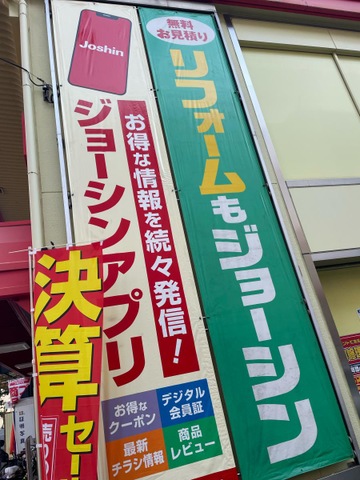 Joshin
お得な情報を続々発信!
ジョーシンアプリ
お得な
クーポン
デジタル
会員証
最新
チラシ情報
商品
レビュー
無料
お見積り
リフォームもジョーシン
決算セー
売り